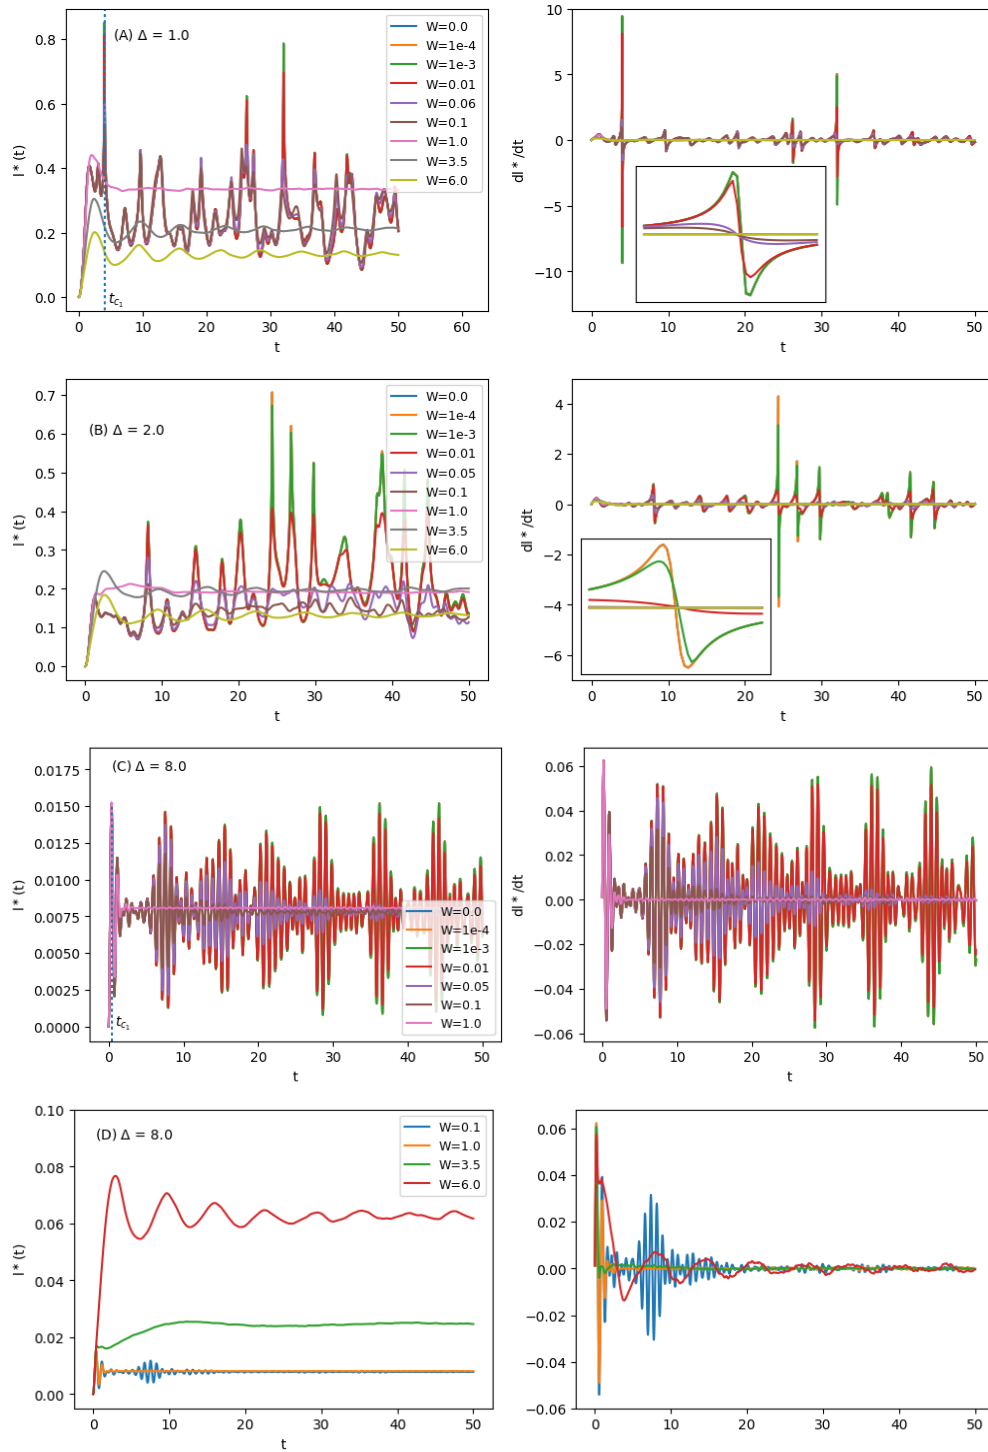 (A) Δ = 1.0
W=0.0
W=1e-4
W=1e-3
W=0.01
W=0.06
W=0.1
W=1.0
W=3.5
W=6.0
0.8
0.6
0.4
0.2
0.0
I * (t)
t_{c_1}
0 10 20 30 40 50 60
t
10
5
0
−5
−10
dI * /dt
0 10 20 30 40 50
t
(B) Δ = 2.0
W=0.0
W=1e-4
W=1e-3
W=0.01
W=0.05
W=0.1
W=1.0
W=3.5
W=6.0
0.7
0.6
0.5
0.4
0.3
0.2
0.1
0.0
I * (t)
0 10 20 30 40 50
t
4
2
0
−2
−4
−6
dI * /dt
0 10 20 30 40 50
t
(C) Δ = 8.0
0.0175
0.0150
0.0125
0.0100
0.0075
0.0050
0.0025
0.0000
I * (t)
W=0.0
W=1e-4
W=1e-3
W=0.01
W=0.05
W=0.1
W=1.0
t_{c_1}
0 10 20 30 40 50
t
0.06
0.04
0.02
0.00
−0.02
−0.04
−0.06
dI * /dt
0 10 20 30 40 50
t
(D) Δ = 8.0
W=0.1
W=1.0
W=3.5
W=6.0
0.10
0.08
0.06
0.04
0.02
0.00
I * (t)
0 10 20 30 40 50
t
0.06
0.04
0.02
0.00
−0.02
−0.04
−0.06
0 10 20 30 40 50